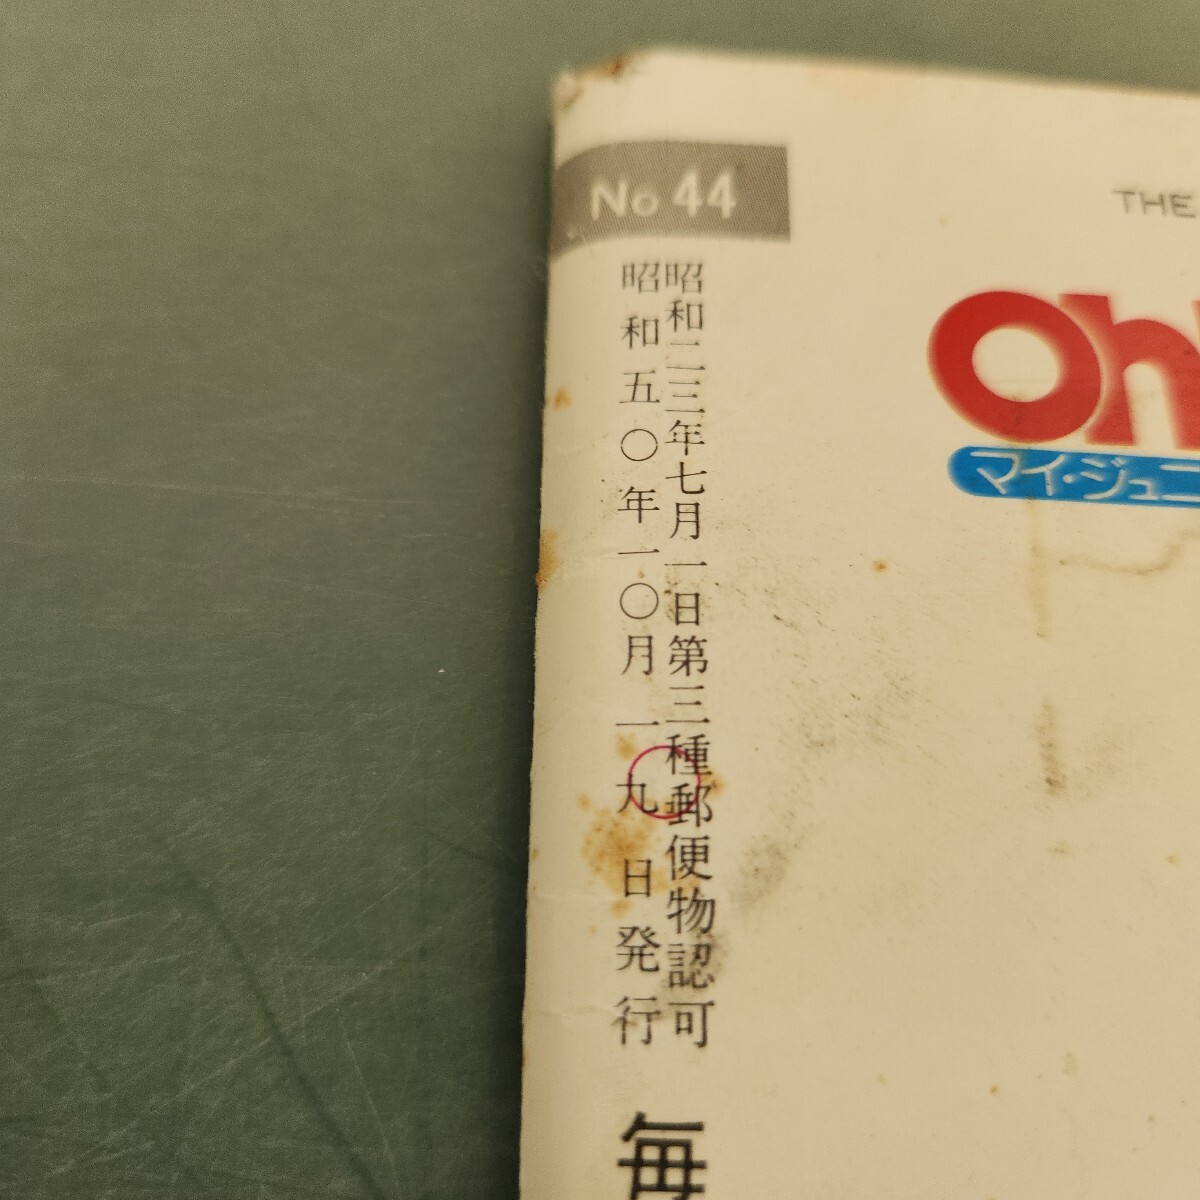 No 44
昭和二三年七月一日第三種郵便物認可
昭和五〇年一〇月一九日発行
毎
THE
Oh
マイ・ジュニ